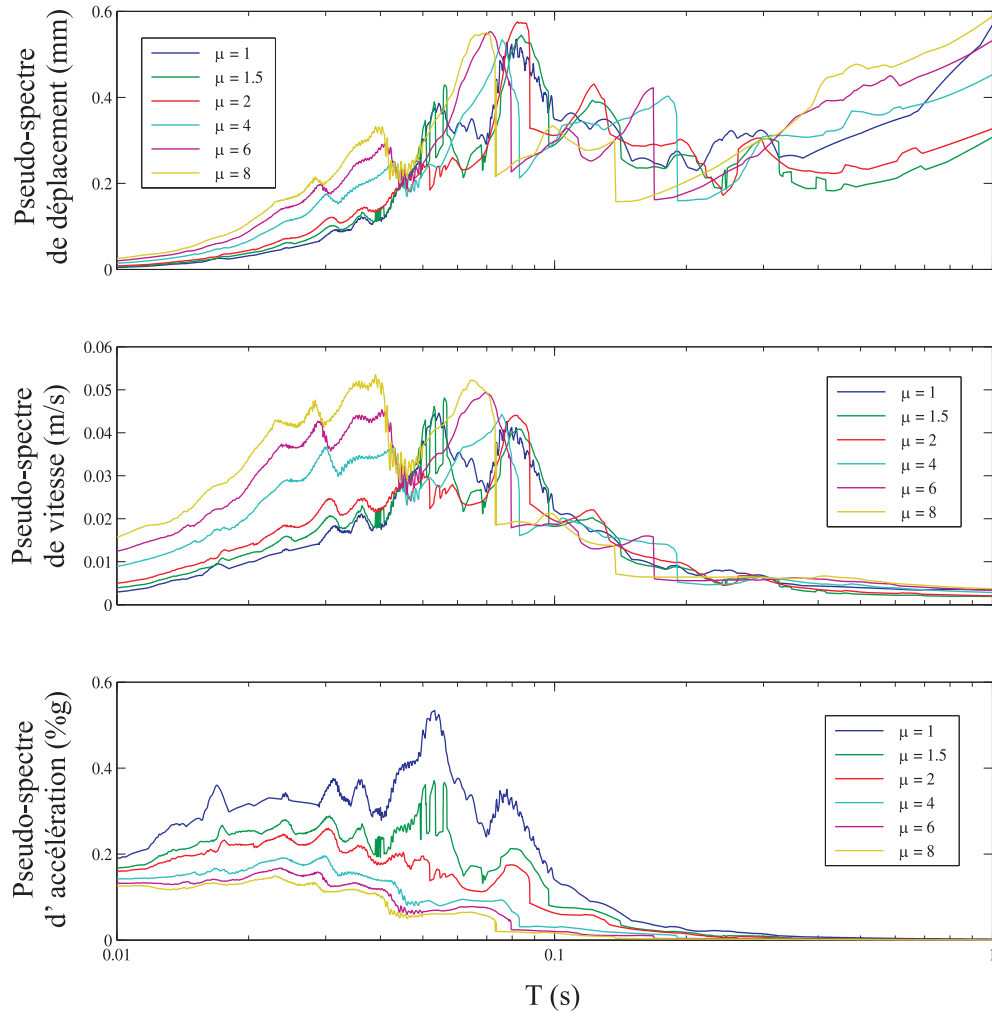 Pseudo-spectre
de déplacement (mm)
0.6
0.4
0.2
0
μ = 1
μ = 1.5
μ = 2
μ = 4
μ = 6
μ = 8
Pseudo-spectre
de vitesse (m/s)
0.06
0.05
0.04
0.03
0.02
0.01
0
μ = 1
μ = 1.5
μ = 2
μ = 4
μ = 6
μ = 8
Pseudo-spectre
d' accélération (%g)
0.6
0.4
0.2
0
μ = 1
μ = 1.5
μ = 2
μ = 4
μ = 6
μ = 8
0.01
0.1
1
T (s)